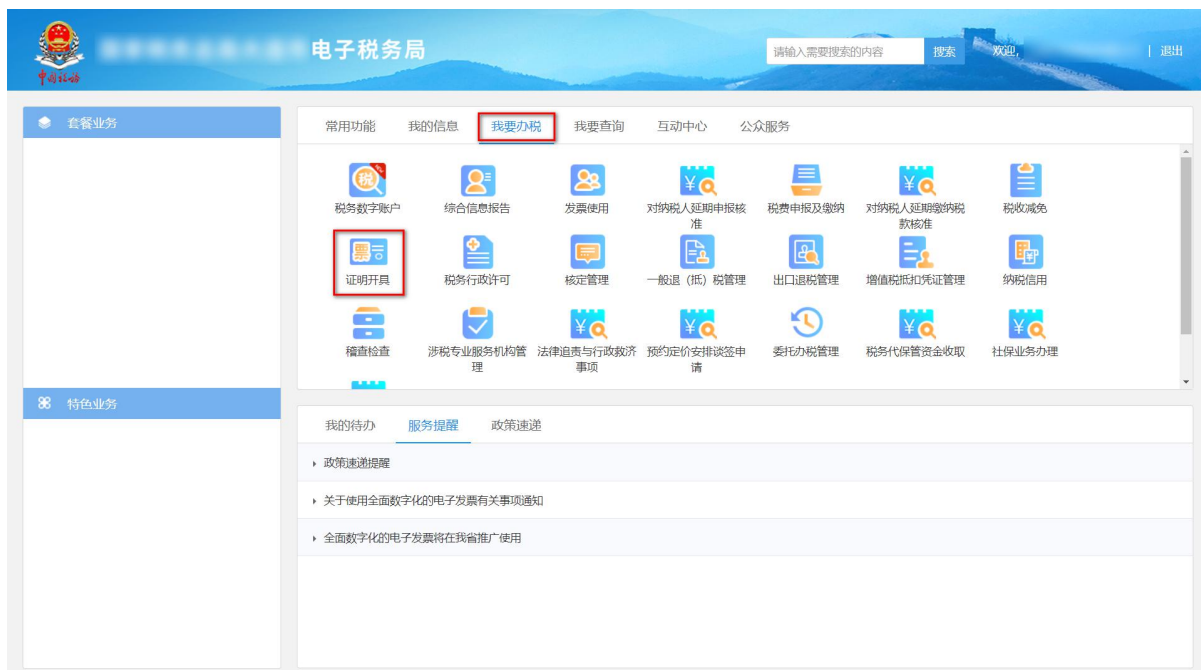 中国税务
电子税务局
请输入需要搜索的内容
搜索
欢迎,
| 退出
套餐业务
常用功能 我的信息 我要办税 我要查询 互动中心 公众服务
税务数字账户 综合信息报告 发票使用 对纳税人延期申报核 税费申报及缴纳 对纳税人延期缴纳税 税收减免
准 款核准
证明开具 税务行政许可 核定管理 一般退（抵）税管理 出口退税管理 增值税抵扣凭证管理 纳税信用
稽查检查 涉税专业服务机构管 法律追责与行政救济 预约定价安排谈签申 委托办税管理 税务代保管资金收取 社保业务办理
理 事项 请
特色业务
我的待办 服务提醒 政策速递
政策速递提醒
关于使用全面数字化的电子发票有关事项通知
全面数字化的电子发票将在我省推广使用